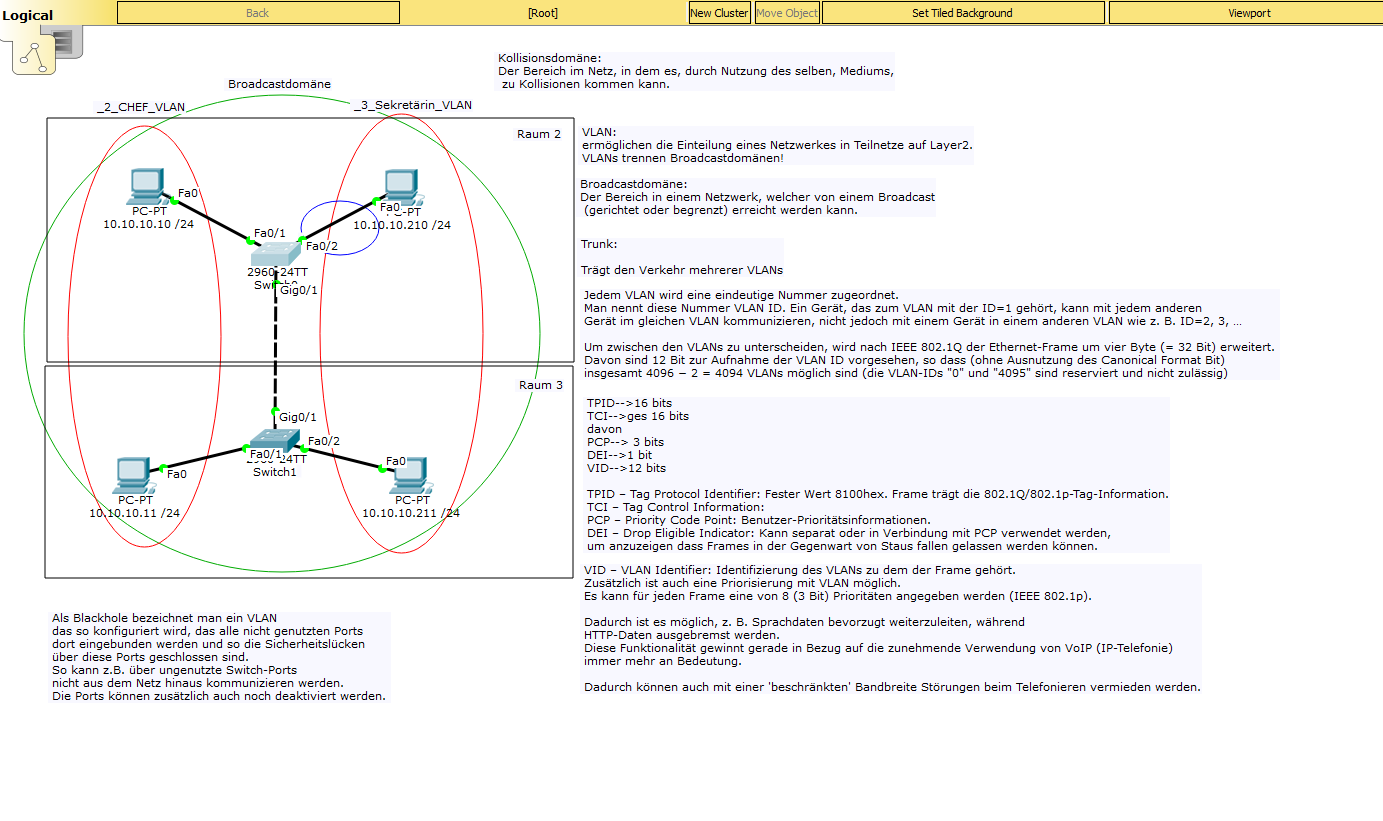 Logical
Back
[Root]
New Cluster
Move Object
Set Tiled Background
Viewport
Kollisionsdomäne:
Der Bereich im Netz, in dem es, durch Nutzung des selben, Mediums,
zu Kollisionen kommen kann.
Broadcastdomäne
_2_CHEF_VLAN
_3_Sekretärin_VLAN
Raum 2
Fa0
PC-PT
10.10.10.10 /24
Fa0
PC-PT
10.10.10.210 /24
Fa0/1
Fa0/2
2960-24TT
Gig0/1
Raum 3
Gig0/1
Fa0/2
Fa0/1
24TT
Switch1
Fa0
PC-PT
10.10.10.11 /24
Fa0
PC-PT
10.10.10.211 /24
VLAN:
ermöglichen die Einteilung eines Netzwerkes in Teilnetze auf Layer2.
VLANs trennen Broadcastdomänen!
Broadcastdomäne:
Der Bereich in einem Netzwerk, welcher von einem Broadcast
(gerichtet oder begrenzt) erreicht werden kann.
Trunk:
Trägt den Verkehr mehrerer VLANs
Jedem VLAN wird eine eindeutige Nummer zugeordnet.
Man nennt diese Nummer VLAN ID. Ein Gerät, das zum VLAN mit der ID=1 gehört, kann mit jedem anderen
Gerät im gleichen VLAN kommunizieren, nicht jedoch mit einem Gerät in einem anderen VLAN wie z. B. ID=2, 3, ...
Um zwischen den VLANs zu unterscheiden, wird nach IEEE 802.1Q der Ethernet-Frame um vier Byte (= 32 Bit) erweitert.
Davon sind 12 Bit zur Aufnahme der VLAN ID vorgesehen, so dass (ohne Ausnutzung des Canonical Format Bit)
insgesamt 4096 − 2 = 4094 VLANs möglich sind (die VLAN-IDs "0" und "4095" sind reserviert und nicht zulässig)
TPID-->16 bits
TCI-->ges 16 bits
davon
PCP--> 3 bits
DEI-->1 bit
VID-->12 bits
TPID – Tag Protocol Identifier: Fester Wert 8100hex. Frame trägt die 802.1Q/802.1p-Tag-Information.
TCI – Tag Control Information:
PCP – Priority Code Point: Benutzer-Prioritätsinformationen.
DEI – Drop Eligible Indicator: Kann separat oder in Verbindung mit PCP verwendet werden,
um anzuzeigen dass Frames in der Gegenwart von Staus fallen gelassen werden können.
VID – VLAN Identifier: Identifizierung des VLANs zu dem der Frame gehört.
Zusätzlich ist auch eine Priorisierung mit VLAN möglich.
Es kann für jeden Frame eine von 8 (3 Bit) Prioritäten angegeben werden (IEEE 802.1p).
Dadurch ist es möglich, z. B. Sprachdaten bevorzugt weiterzuleiten, während
HTTP-Daten ausgebremst werden.
Diese Funktionalität gewinnt gerade in Bezug auf die zunehmende Verwendung von VoIP (IP-Telefonie)
immer mehr an Bedeutung.
Dadurch können auch mit einer 'beschränkten' Bandbreite Störungen beim Telefonieren vermieden werden.
Als Blackhole bezeichnet man ein VLAN
das so konfiguriert wird, das alle nicht genutzten Ports
dort eingebunden werden und so die Sicherheitslücken
über diese Ports geschlossen sind.
So kann z.B. über ungenutzte Switch-Ports
nicht aus dem Netz hinaus kommunizieren werden.
Die Ports können zusätzlich auch noch deaktiviert werden.